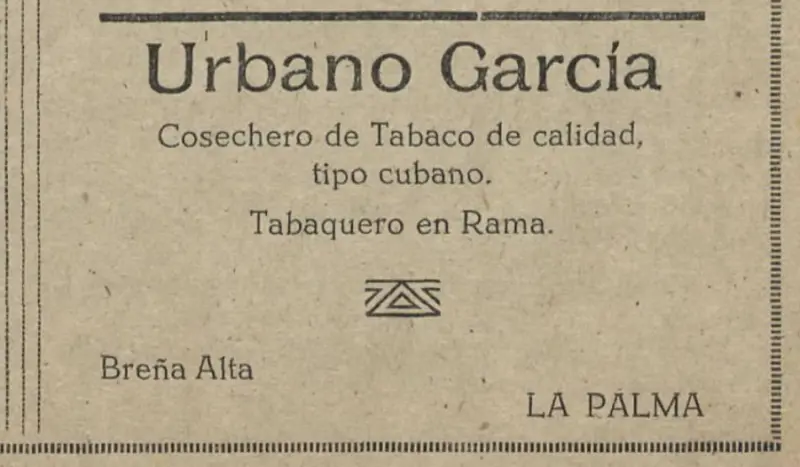 Urbano García
Cosechero de Tabaco de calidad,
tipo cubano.
Tabaquero en Rama.
Breña Alta
LA PALMA